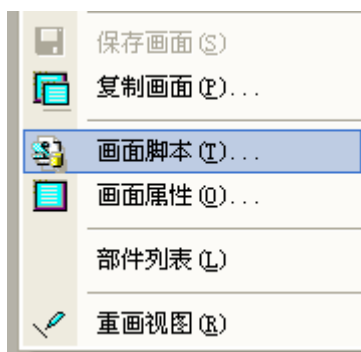 保存画面(S)
复制画面(P)...
画面脚本(T)...
画面属性(O)...
部件列表(L)
重画视图(R)